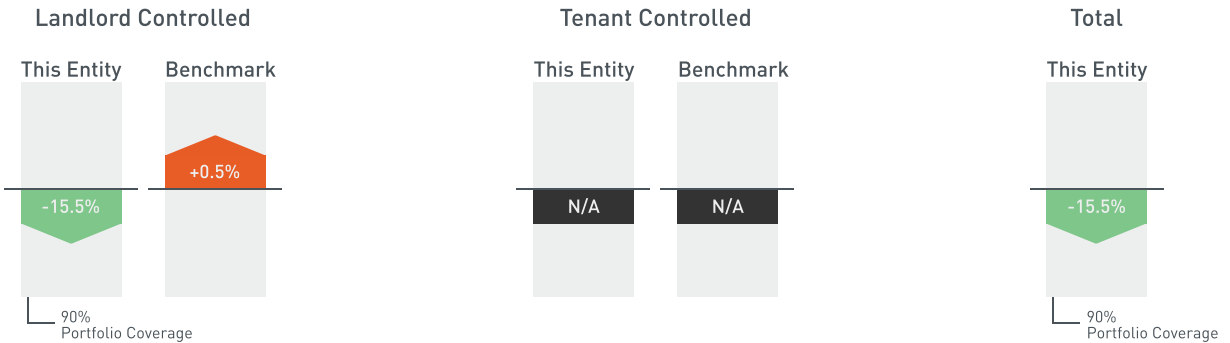 Landlord Controlled
Tenant Controlled
Total
This Entity
Benchmark
This Entity
Benchmark
This Entity
+0.5%
-15.5%
N/A
N/A
-15.5%
90%
Portfolio Coverage
90%
Portfolio Coverage